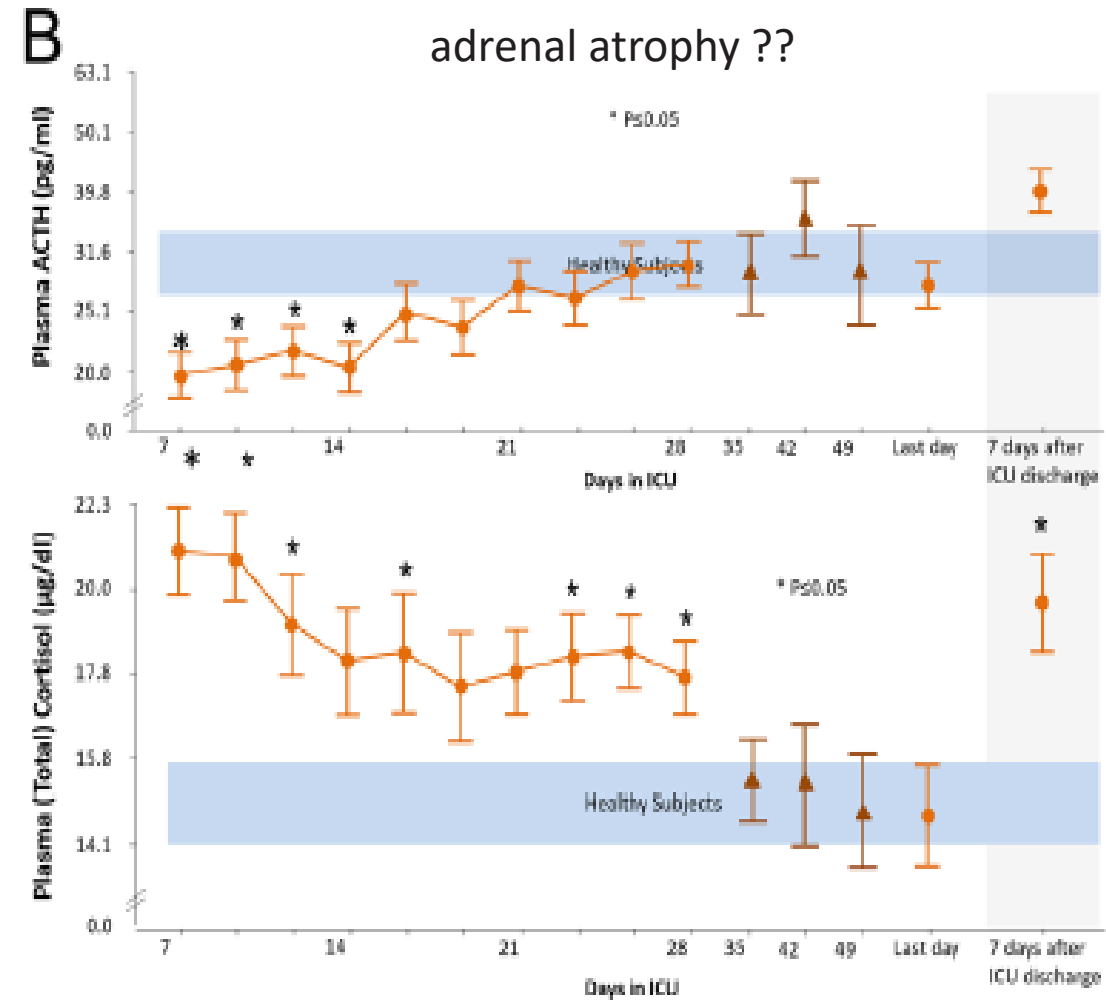 B
adrenal atrophy ??
Plasma ACTH (pg/ml)
63.1
50.1
39.8
31.6
25.1
20.0
0.0
* P≤0.05
Healthy Subjects
* * * *
7 14 21 28 35 42 49 Last day 7 days after
ICU discharge
* *
Days in ICU
Plasma (Total) Cortisol (µg/dl)
22.3
20.0
17.8
15.8
14.1
0.0
* * * * * *
* P≤0.05
Healthy Subjects
7 14 21 28 35 42 49 Last day 7 days after
ICU discharge
Days in ICU